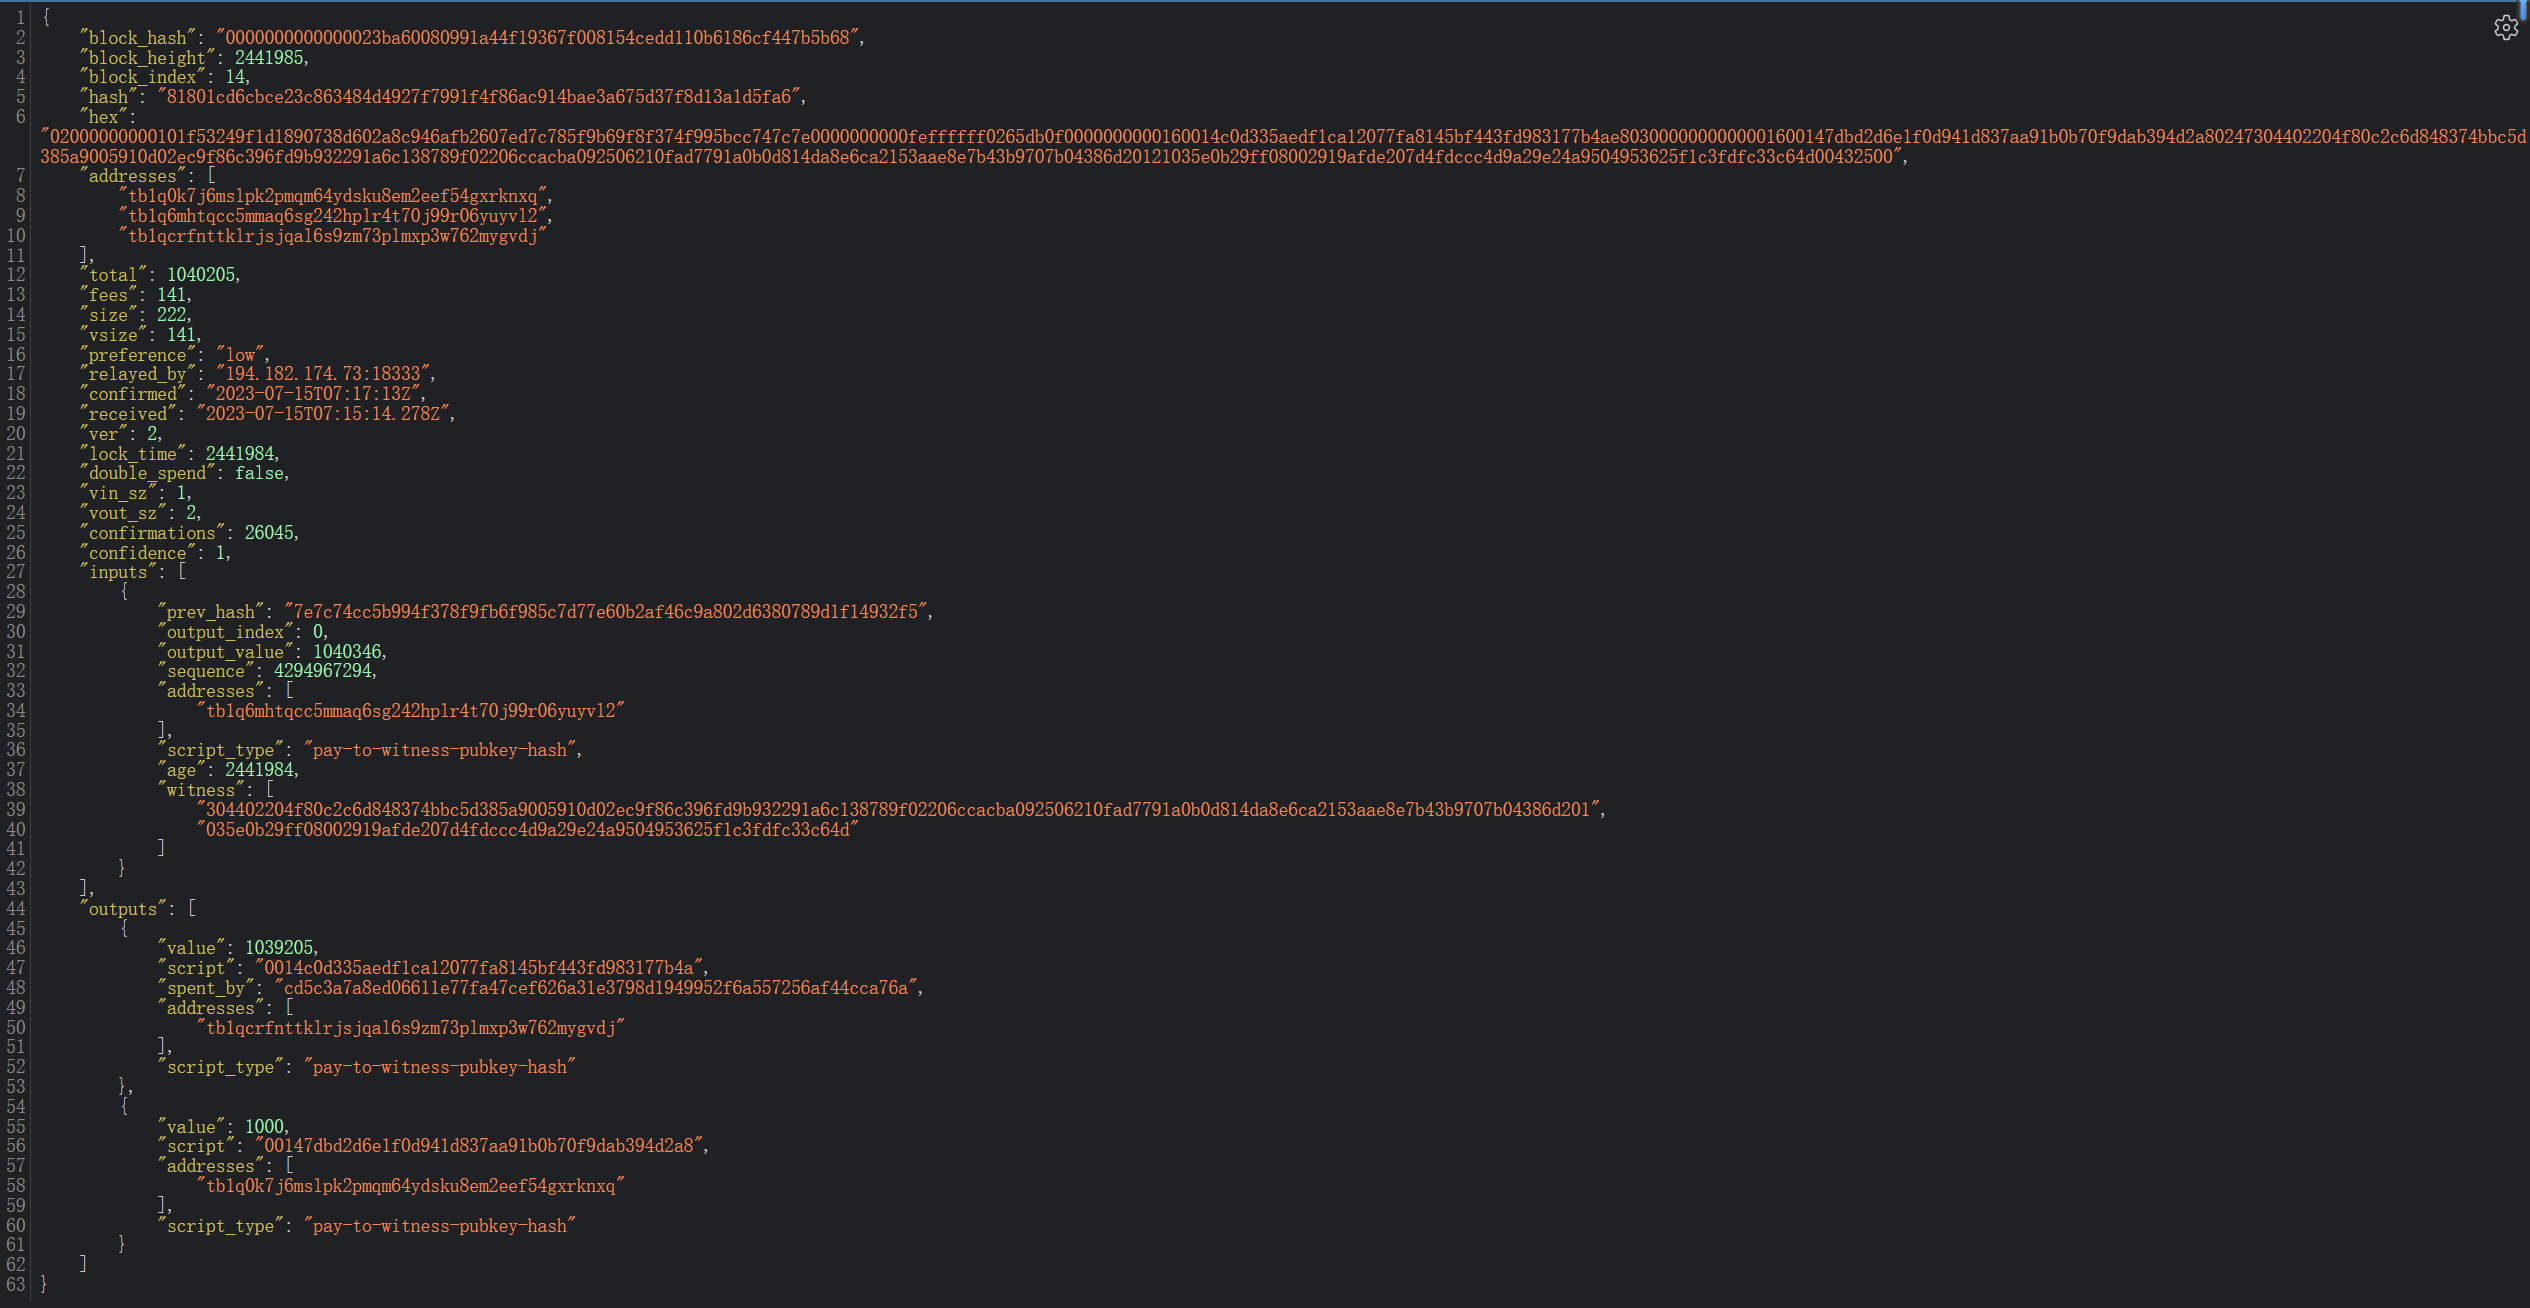 1 {
2 "block_hash": "0000000000000023ba60080991a44f19367f008154cedd110b6186cf447b5b68",
3 "block_height": 2441985,
4 "block_index": 14,
5 "hash": "81801cd6cbce23c863484d4927f7991f4f86ac914bae3a675d37f8d13a1d5fa6",
6 "hex":
"02000000000101f53249f1d1890738d602a8c946afb2607ed7c785f9b69f8f374f995bcc747c7e0000000000feffffff0265db0f0000000000160014c0d335aedf1ca12077fa8145bf443fd983177b4ae8030000000000001600147dbd2d6e1f0d941d837aa91b0b70f9dab394d2a80247304402204f80c2c6d848374bbc5d
385a9005910d02ec9f86c396fd9b932291a6c138789f02206ccacba092506210fad7791a0b0d814da8e6ca2153aae8e7b43b9707b04386d20121035e0b29ff08002919afde207d4fdccc4d9a29e24a9504953625f1c3fdfc33c64d00432500",
7 "addresses": [
8 "tb1q0k7j6mslpk2pmqm64ydsku8em2eef54gxrknxq",
9 "tb1q6mhtqcc5mmaq6sg242hplr4t70j99r06yuyvl2",
10 "tb1qcrfnttklrjsjqal6s9zm73plmxp3w762mygvdj"
11 ],
12 "total": 1040205,
13 "fees": 141,
14 "size": 222,
15 "vsize": 141,
16 "preference": "low",
17 "relayed_by": "194.182.174.73:18333",
18 "confirmed": "2023-07-15T07:17:13Z",
19 "received": "2023-07-15T07:15:14.278Z",
20 "ver": 2,
21 "lock_time": 2441984,
22 "double_spend": false,
23 "vin_sz": 1,
24 "vout_sz": 2,
25 "confirmations": 26045,
26 "confidence": 1,
27 "inputs": [
28 {
29 "prev_hash": "7e7c74cc5b994f378f9fb6f985c7d77e60b2af46c9a802d6380789d1f14932f5",
30 "output_index": 0,
31 "output_value": 1040346,
32 "sequence": 4294967294,
33 "addresses": [
34 "tb1q6mhtqcc5mmaq6sg242hplr4t70j99r06yuyvl2"
35 ],
36 "script_type": "pay-to-witness-pubkey-hash",
37 "age": 2441984,
38 "witness": [
39 "304402204f80c2c6d848374bbc5d385a9005910d02ec9f86c396fd9b932291a6c138789f02206ccacba092506210fad7791a0b0d814da8e6ca2153aae8e7b43b9707b04386d201",
40 "035e0b29ff08002919afde207d4fdccc4d9a29e24a9504953625f1c3fdfc33c64d"
41 ]
42 }
43 ],
44 "outputs": [
45 {
46 "value": 1039205,
47 "script": "0014c0d335aedf1ca12077fa8145bf443fd983177b4a",
48 "spent_by": "cd5c3a7a8ed06611e77fa47cef626a31e3798d1949952f6a557256af44cca76a",
49 "addresses": [
50 "tb1qcrfnttklrjsjqal6s9zm73plmxp3w762mygvdj"
51 ],
52 "script_type": "pay-to-witness-pubkey-hash"
53 },
54 {
55 "value": 1000,
56 "script": "00147dbd2d6e1f0d941d837aa91b0b70f9dab394d2a8",
57 "addresses": [
58 "tb1q0k7j6mslpk2pmqm64ydsku8em2eef54gxrknxq"
59 ],
60 "script_type": "pay-to-witness-pubkey-hash"
61 }
62 ]
63 }